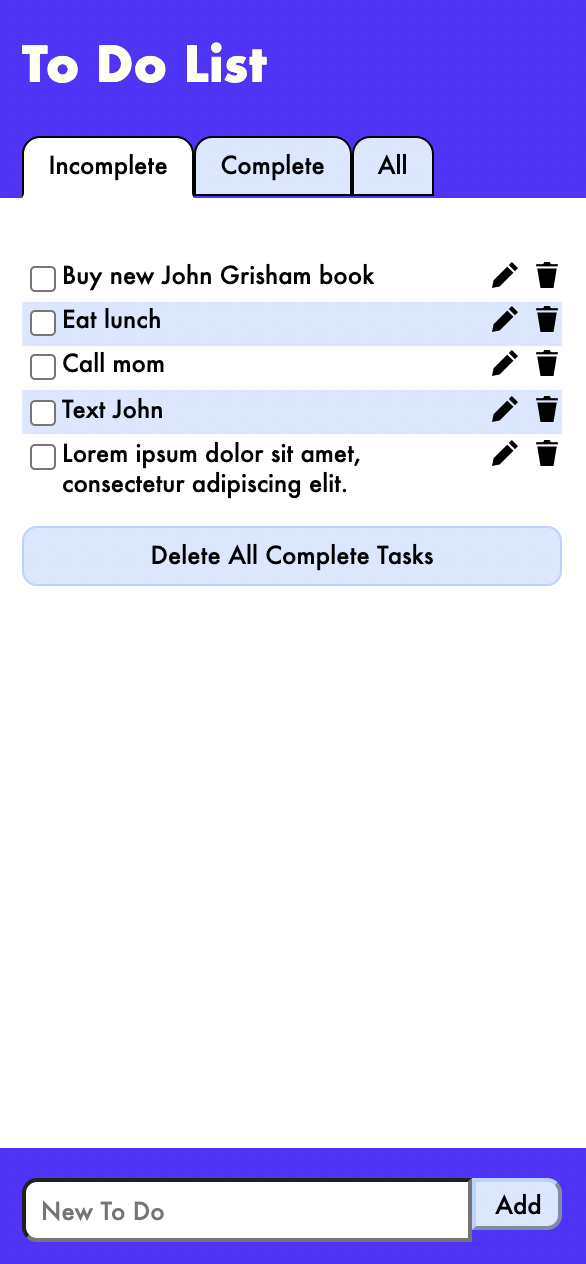 To Do List
Incomplete
Complete
All
Buy new John Grisham book
Eat lunch
Call mom
Text John
Lorem ipsum dolor sit amet,
consectetur adipiscing elit.
Delete All Complete Tasks
New To Do
Add